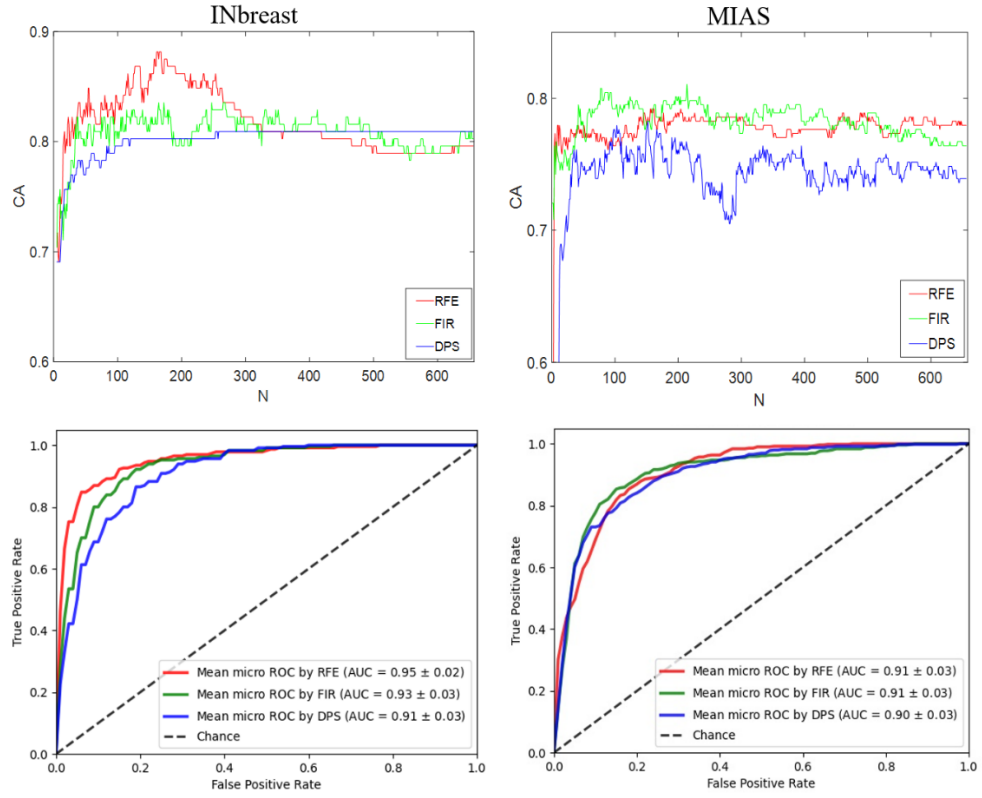 INbreast
0.9
0.8
0.7
0.6
CA
0 100 200 300 400 500 600
N
RFE
FIR
DPS
MIAS
0.8
0.7
0.6
CA
0 100 200 300 400 500 600
N
RFE
FIR
DPS
1.0
0.8
0.6
0.4
0.2
0.0
True Positive Rate
0.0 0.2 0.4 0.6 0.8 1.0
False Positive Rate
Mean micro ROC by RFE (AUC = 0.95 ± 0.02)
Mean micro ROC by FIR (AUC = 0.93 ± 0.03)
Mean micro ROC by DPS (AUC = 0.91 ± 0.03)
Chance
1.0
0.8
0.6
0.4
0.2
0.0
True Positive Rate
0.0 0.2 0.4 0.6 0.8 1.0
False Positive Rate
Mean micro ROC by RFE (AUC = 0.91 ± 0.03)
Mean micro ROC by FIR (AUC = 0.91 ± 0.03)
Mean micro ROC by DPS (AUC = 0.90 ± 0.03)
Chance